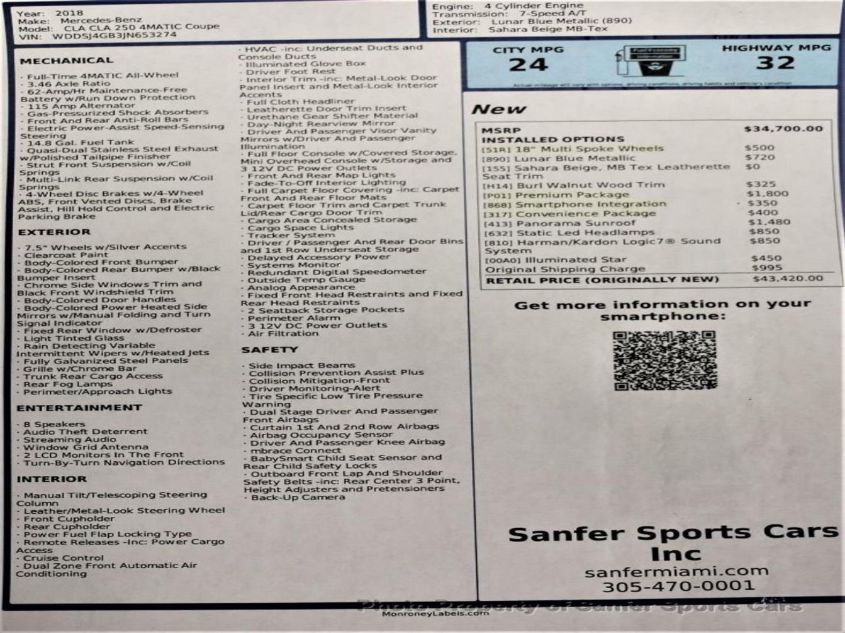 Year: 2018
Make: Mercedes-Benz
Model: CLA CLA 250 4MATIC Coupe
VIN: WDDSJ4GB3JN653274
Engine: 4 Cylinder Engine
Transmission: 7-Speed A/T
Exterior: Lunar Blue Metallic (890)
Interior: Sahara Beige MB-Tex
MECHANICAL
· Full-Time 4MATIC All-Wheel
· 3.46 Axle Ratio
· 62-Amp/Hr Maintenance-Free
Battery w/Run Down Protection
· 115 Amp Alternator
· Gas-Pressurized Shock Absorbers
· Front And Rear Anti-Roll Bars
· Electric Power-Assist Speed-Sensing
Steering
· 14.8 Gal. Fuel Tank
· Quasi-Dual Stainless Steel Exhaust
w/Polished Tailpipe Finisher
· Strut Front Suspension w/Coil
Springs
· Multi-Link Rear Suspension w/Coil
Springs
· 4-Wheel Disc Brakes w/4-Wheel
ABS, Front Vented Discs, Brake
Assist, Hill Hold Control and Electric
Parking Brake
EXTERIOR
· 7.5" Wheels w/Silver Accents
· Clearcoat Paint
· Body-Colored Front Bumper
· Body-Colored Rear Bumper w/Black
Bumper Insert
· Chrome Side Windows Trim and
Black Front Windshield Trim
· Body-Colored Door Handles
· Body-Colored Power Heated Side
Mirrors w/Manual Folding and Turn
Signal Indicator
· Fixed Rear Window w/Defroster
· Light Tinted Glass
· Rain Detecting Variable
Intermittent Wipers w/Heated Jets
· Fully Galvanized Steel Panels
· Grille w/Chrome Bar
· Trunk Rear Cargo Access
· Rear Fog Lamps
· Perimeter/Approach Lights
ENTERTAINMENT
· 8 Speakers
· Audio Theft Deterrent
· Streaming Audio
· Window Grid Antenna
· 2 LCD Monitors In The Front
· Turn-By-Turn Navigation Directions
INTERIOR
· Manual Tilt/Telescoping Steering
Column
· Leather/Metal-Look Steering Wheel
· Front Cupholder
· Rear Cupholder
· Power Fuel Flap Locking Type
· Remote Releases -Inc: Power Cargo
Access
· Cruise Control
· Dual Zone Front Automatic Air
Conditioning
· HVAC -inc: Underseat Ducts and
Console Ducts
· Illuminated Glove Box
· Driver Foot Rest
· Interior Trim -inc: Metal-Look Door
Panel Insert and Metal-Look Interior
Accents
· Full Cloth Headliner
· Leatherette Door Trim Insert
· Urethane Gear Shifter Material
· Day-Night Rearview Mirror
· Driver And Passenger Visor Vanity
Mirrors w/Driver And Passenger
Illumination
· Full Floor Console w/Covered Storage,
Mini Overhead Console w/Storage and
3 12V DC Power Outlets
· Front And Rear Map Lights
· Fade-To-Off Interior Lighting
· Full Carpet Floor Covering -inc: Carpet
Front And Rear Floor Mats
· Carpet Floor Trim and Carpet Trunk
Lid/Rear Cargo Door Trim
· Cargo Area Concealed Storage
· Cargo Space Lights
· Tracker System
· Driver / Passenger And Rear Door Bins
and 1st Row Underseat Storage
· Delayed Accessory Power
· Systems Monitor
· Redundant Digital Speedometer
· Outside Temp Gauge
· Analog Appearance
· Fixed Front Head Restraints and Fixed
Rear Head Restraints
· 2 Seatback Storage Pockets
· Perimeter Alarm
· 3 12V DC Power Outlets
· Air Filtration
SAFETY
· Side Impact Beams
· Collision Prevention Assist Plus
· Collision Mitigation-Front
· Driver Monitoring-Alert
· Tire Specific Low Tire Pressure
Warning
· Dual Stage Driver And Passenger
Front Airbags
· Curtain 1st And 2nd Row Airbags
· Airbag Occupancy Sensor
· Driver And Passenger Knee Airbag
· mbrace Connect
· BabySmart Child Seat Sensor and
Rear Child Safety Locks
· Outboard Front Lap And Shoulder
Safety Belts -inc: Rear Center 3 Point,
Height Adjusters and Pretensioners
· Back-Up Camera
CITY MPG
24
HIGHWAY MPG
32
New
MSRP $34,700.00
INSTALLED OPTIONS
[51R] 18" Multi Spoke Wheels $500
[890] Lunar Blue Metallic $720
[155] Sahara Beige, MB Tex Leatherette $0
Seat Trim
[H14] Burl Walnut Wood Trim $325
[P01] Premium Package $1,800
[868] Smartphone Integration $350
[317] Convenience Package $400
[413] Panorama Sunroof $1,480
[632] Static Led Headlamps $850
[810] Harman/Kardon Logic7® Sound $850
System
[00A0] Illuminated Star $450
Original Shipping Charge $995
RETAIL PRICE (ORIGINALLY NEW) $43,420.00
Get more information on your
smartphone:
Sanfer Sports Cars
Inc
sanfermiami.com
305-470-0001
Photo Property of Sanfer Sports Cars
MonroneyLabels.com